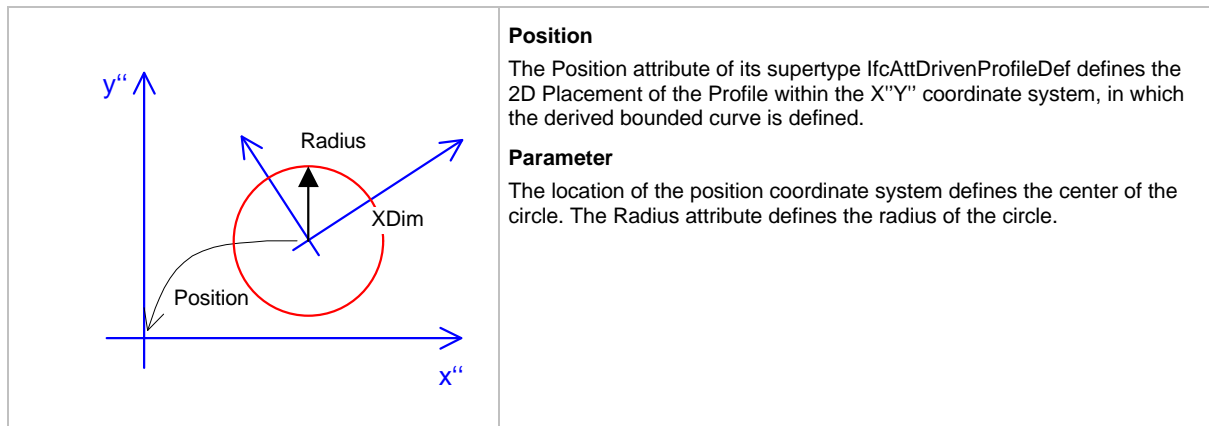 y“
Radius
XDim
Position
x“
Position
The Position attribute of its supertype IfcAttDrivenProfileDef defines the
2D Placement of the Profile within the X''Y'' coordinate system, in which
the derived bounded curve is defined.
Parameter
The location of the position coordinate system defines the center of the
circle. The Radius attribute defines the radius of the circle.